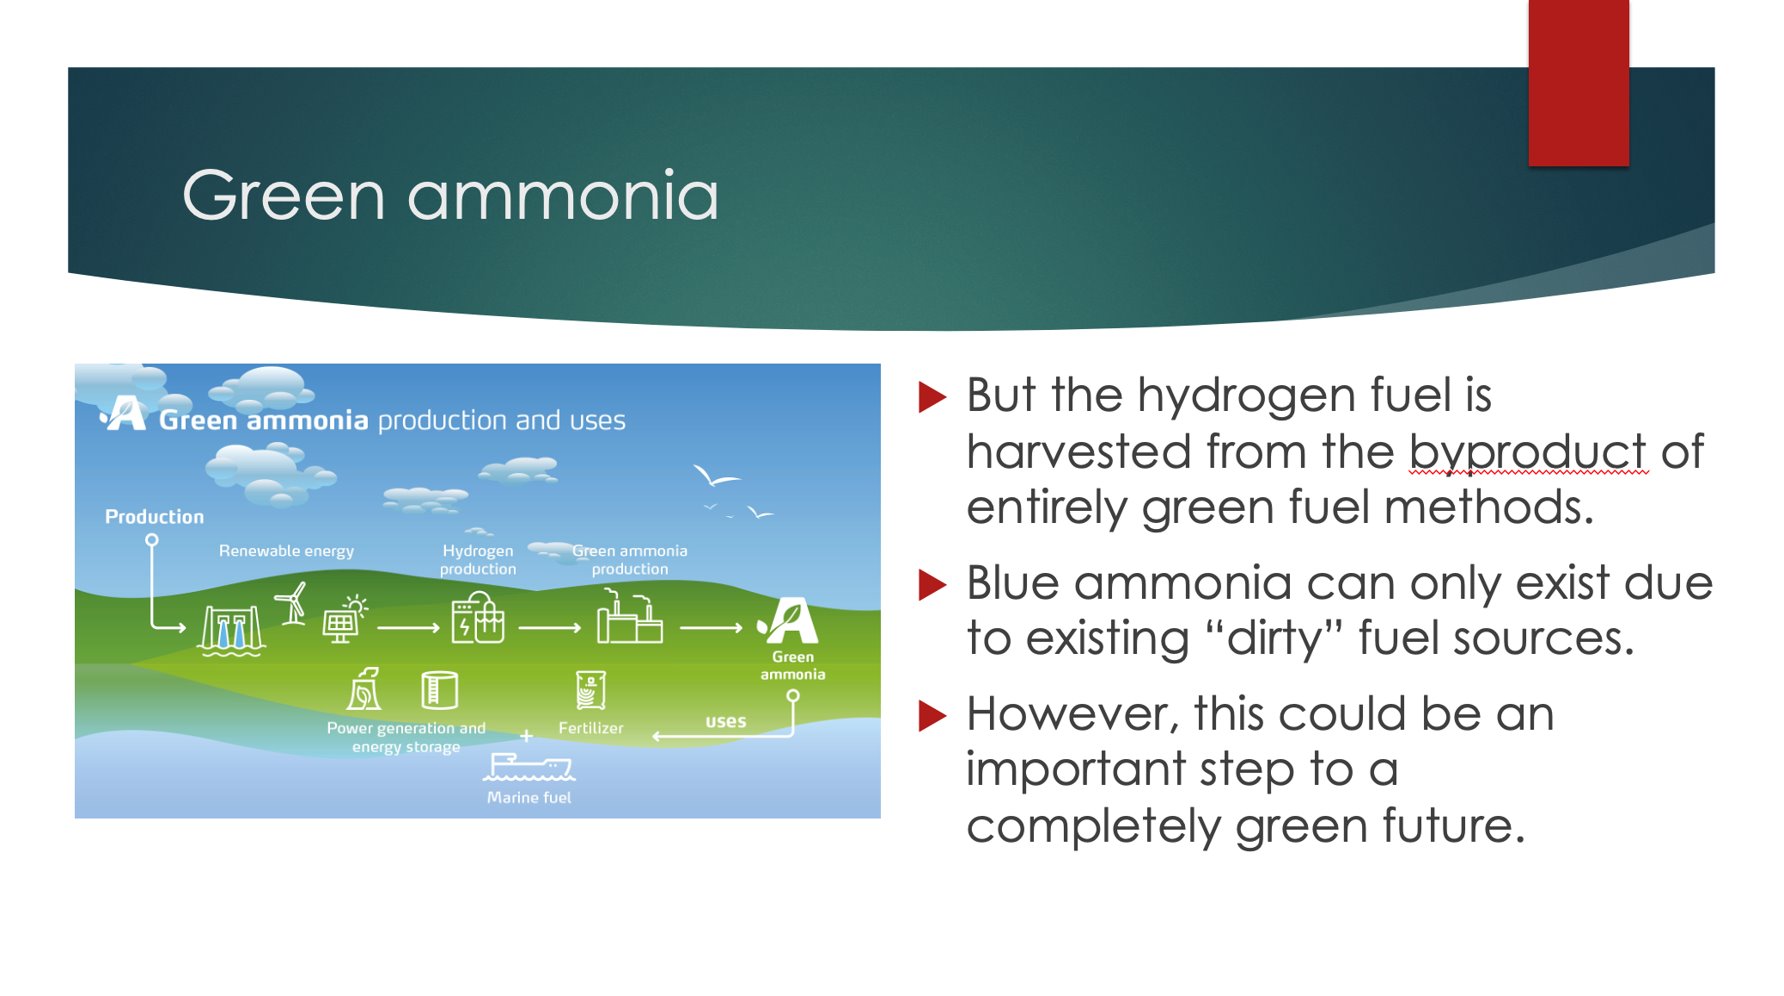 Green ammonia
Green ammonia production and uses
Production
Renewable energy
Hydrogen
production
Green ammonia
production
Green
ammonia
uses
Power generation and
energy storage
+
Fertilizer
Marine fuel
But the hydrogen fuel is
harvested from the byproduct of
entirely green fuel methods.
Blue ammonia can only exist due
to existing “dirty” fuel sources.
However, this could be an
important step to a
completely green future.